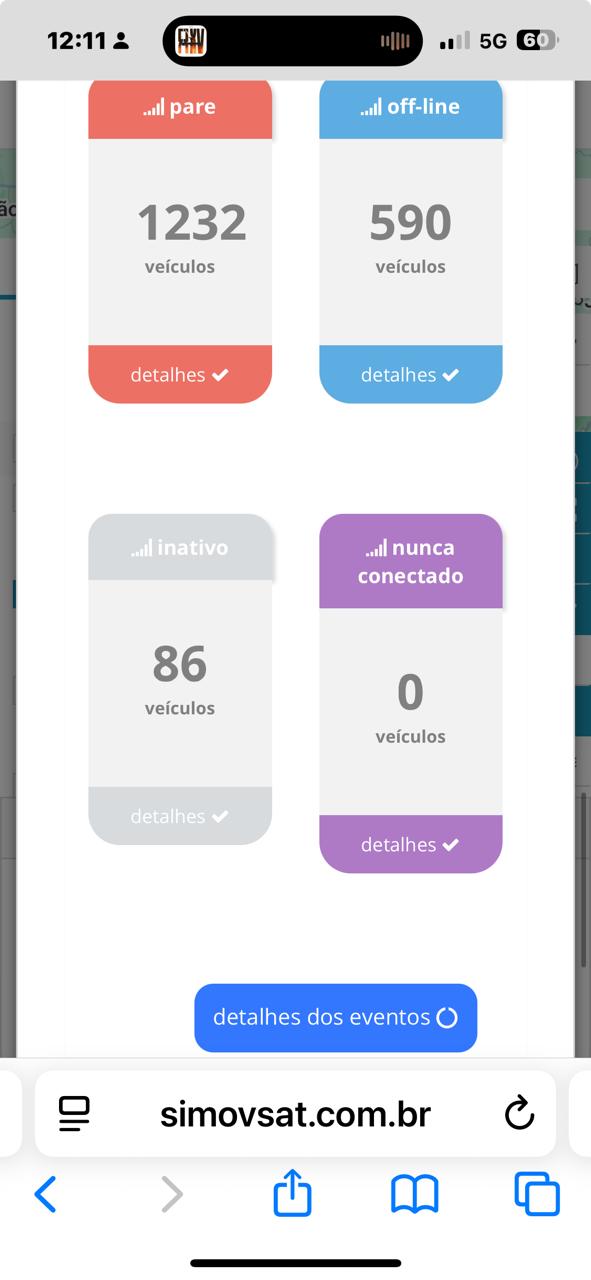 12:11
5G
60
pare
off-line
1232
veículos
590
veículos
detalhes
detalhes
inativo
nunca
conectado
86
veículos
0
veículos
detalhes
detalhes
detalhes dos eventos
simovsat.com.br